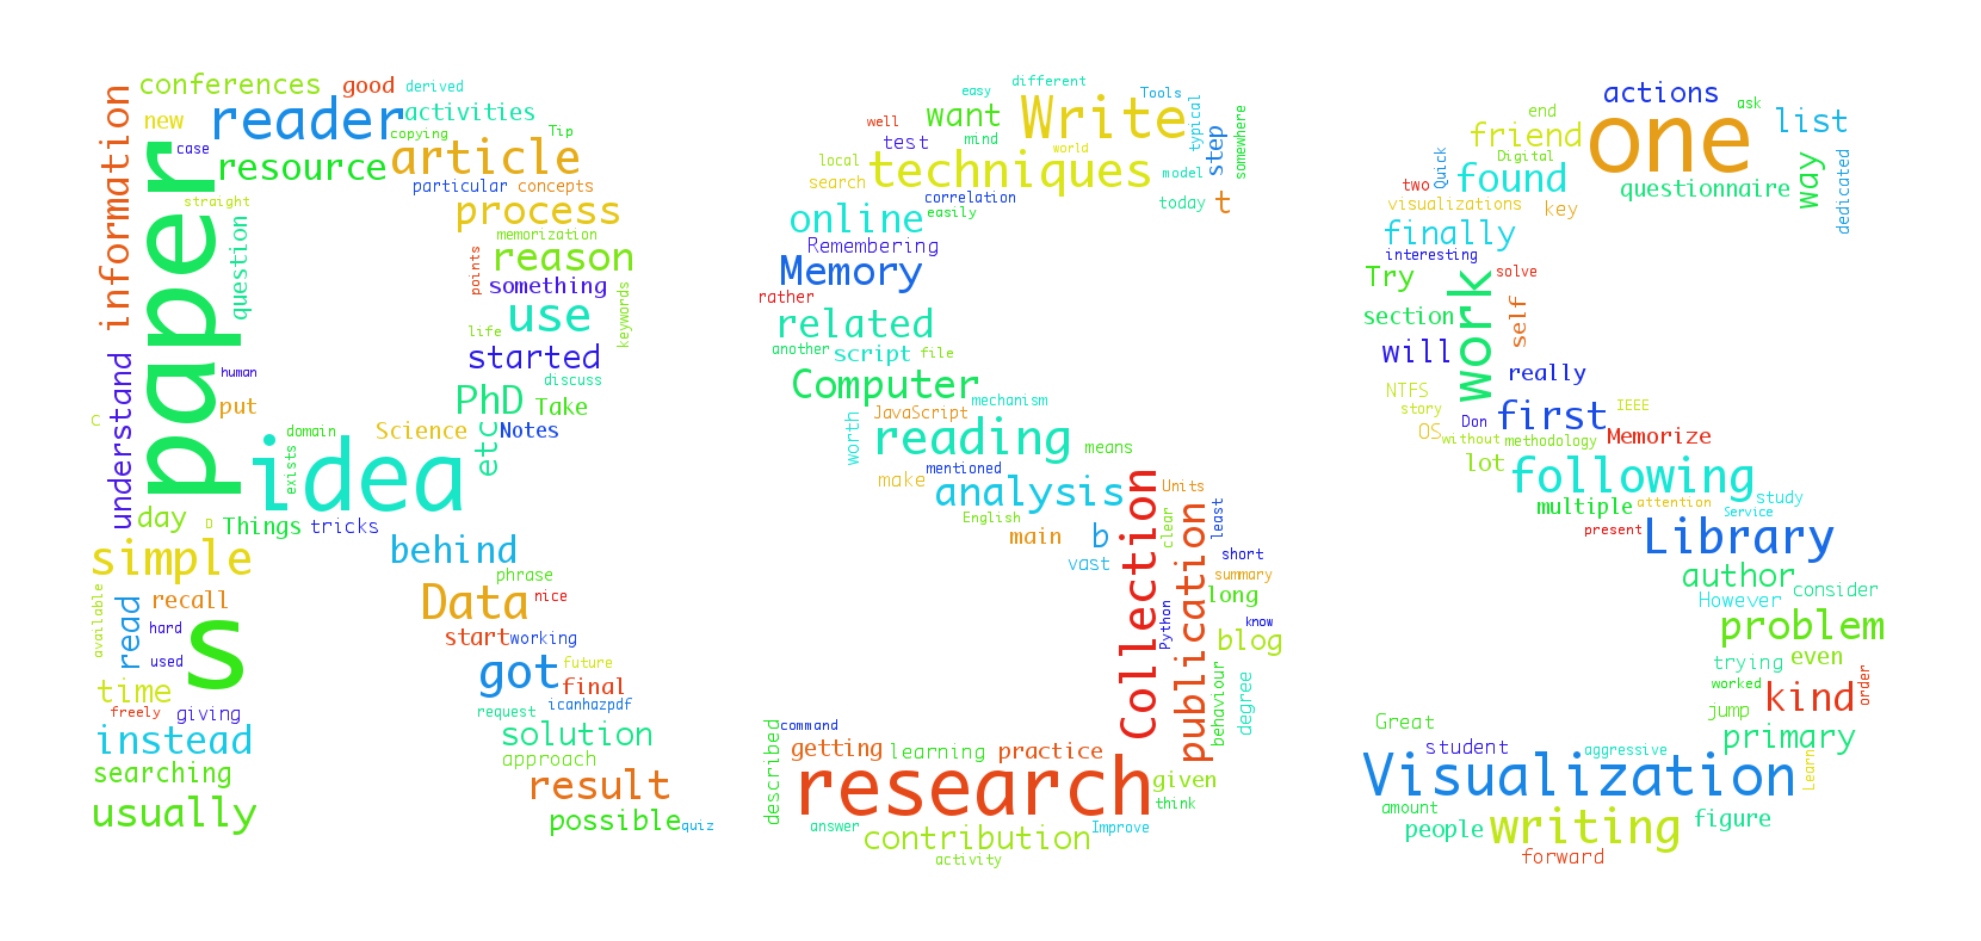 conferences good derived
new reader activities
copying Tip
information
case
resource article
particular concepts
paper
straight process
question
memorization
reason
points something
keywords
use
life
started
understand
human discuss
put PhD Take
C
domain Science Notes
etc
idea
exists
day D Things tricks
simple behind
phrase
available read recall Data nice
hard s start working
used
time got future
final
freely giving request icanhazpdf
instead solution
approach
searching result
usually possible quiz
different
easy Tools
want Write typical
well
test mind world step somewhere
local techniques model
search
correlation today t
online easily
Remembering
Memory
rather
related
another script file
Computer mechanism
JavaScript
worth reading means
mentioned
make analysis Collection Units
English publication least
main b clear
vast short
summary
long
Python know
blog
behaviour degree
described command
getting learning practice
research given
think
answer contribution Improve
activity
actions ask
end one list
friend
Digital
Quick found way dedicated
two questionnaire
visualizations key
finally
interesting
Try work solve
section self
will really
NTFS
story first IEEE
Don
OS without methodology Memorize
lot following
study
multiple attention
Service
present Library
author consider
However
problem
trying even
worked kind order
jump
Great primary
student aggressive
Visualization Learn
amount
people writing figure
forward